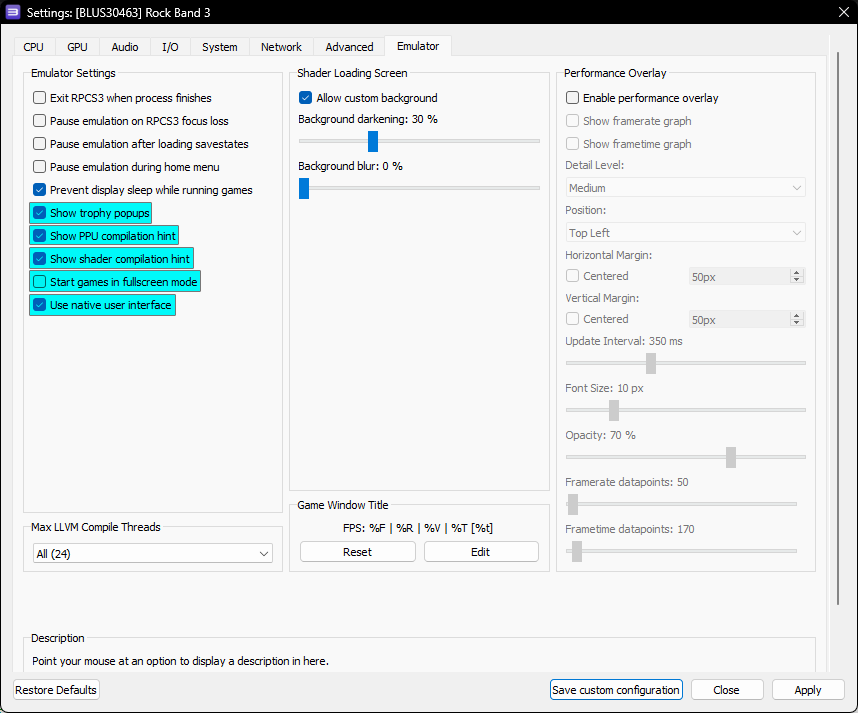 Settings: [BLUS30463] Rock Band 3
CPU
GPU
Audio
I/O
System
Network
Advanced
Emulator
Emulator Settings
Exit RPCS3 when process finishes
Pause emulation on RPCS3 focus loss
Pause emulation after loading savestates
Pause emulation during home menu
Prevent display sleep while running games
Show trophy popups
Show PPU compilation hint
Show shader compilation hint
Start games in fullscreen mode
Use native user interface
Max LLVM Compile Threads
All (24)
Shader Loading Screen
Allow custom background
Background darkening: 30 %
Background blur: 0 %
Game Window Title
FPS: %F | %R | %V | %T [%t]
Reset
Edit
Performance Overlay
Enable performance overlay
Show framerate graph
Show frametime graph
Detail Level:
Medium
Position:
Top Left
Horizontal Margin:
Centered
50px
Vertical Margin:
Centered
50px
Update Interval: 350 ms
Font Size: 10 px
Opacity: 70 %
Framerate datapoints: 50
Frametime datapoints: 170
Description
Point your mouse at an option to display a description in here.
Restore Defaults
Save custom configuration
Close
Apply